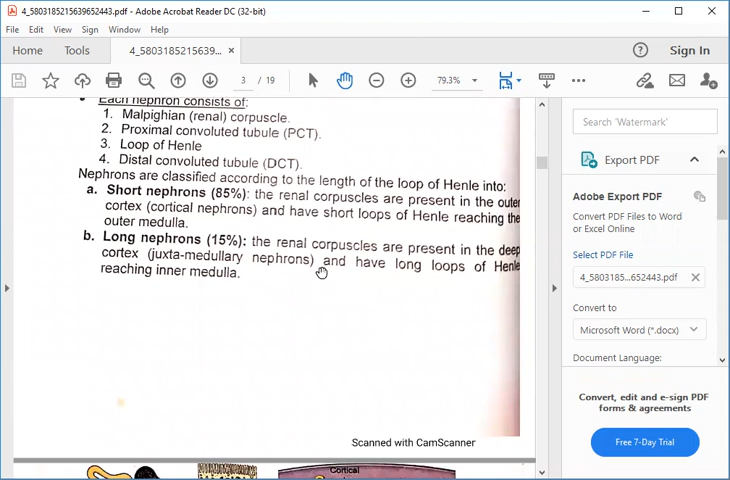 4_5803185215639652443.pdf - Adobe Acrobat Reader DC (32-bit)
File Edit View Sign Window Help
Home Tools 4_5803185215639... × Sign In
3 / 19 79.3%
Each nephron consists of:
1. Malpighian (renal) corpuscle.
2. Proximal convoluted tubule (PCT).
3. Loop of Henle
4. Distal convoluted tubule (DCT).
Nephrons are classified according to the length of the loop of Henle into:
a. Short nephrons (85%): the renal corpuscles are present in the outer
cortex (cortical nephrons) and have short loops of Henle reaching the
outer medulla.
b. Long nephrons (15%): the renal corpuscles are present in the deep
cortex (juxta-medullary nephrons) and have long loops of Henle
reaching inner medulla.
Scanned with CamScanner
Cortical
Search 'Watermark'
Export PDF
Adobe Export PDF
Convert PDF Files to Word
or Excel Online
Select PDF File
4_5803185...652443.pdf
Convert to
Microsoft Word (*.docx)
Document Language:
Convert, edit and e-sign PDF
forms & agreements
Free 7-Day Trial